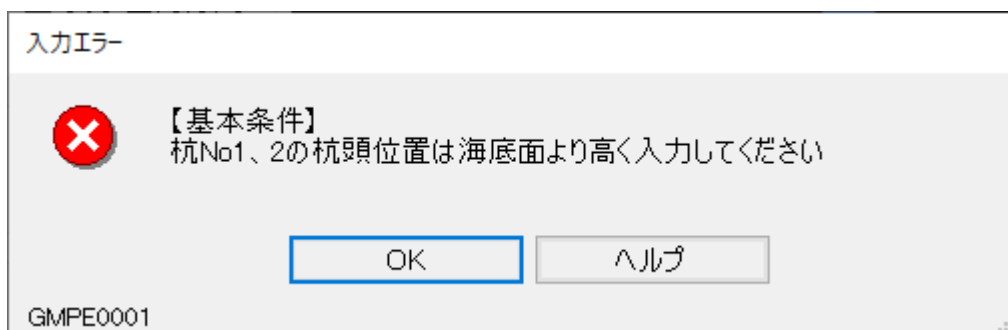 入力エラー
【基本条件】
杭No1、2の杭頭位置は海底面より高く入力してください
OK
ヘルプ
GMPE0001